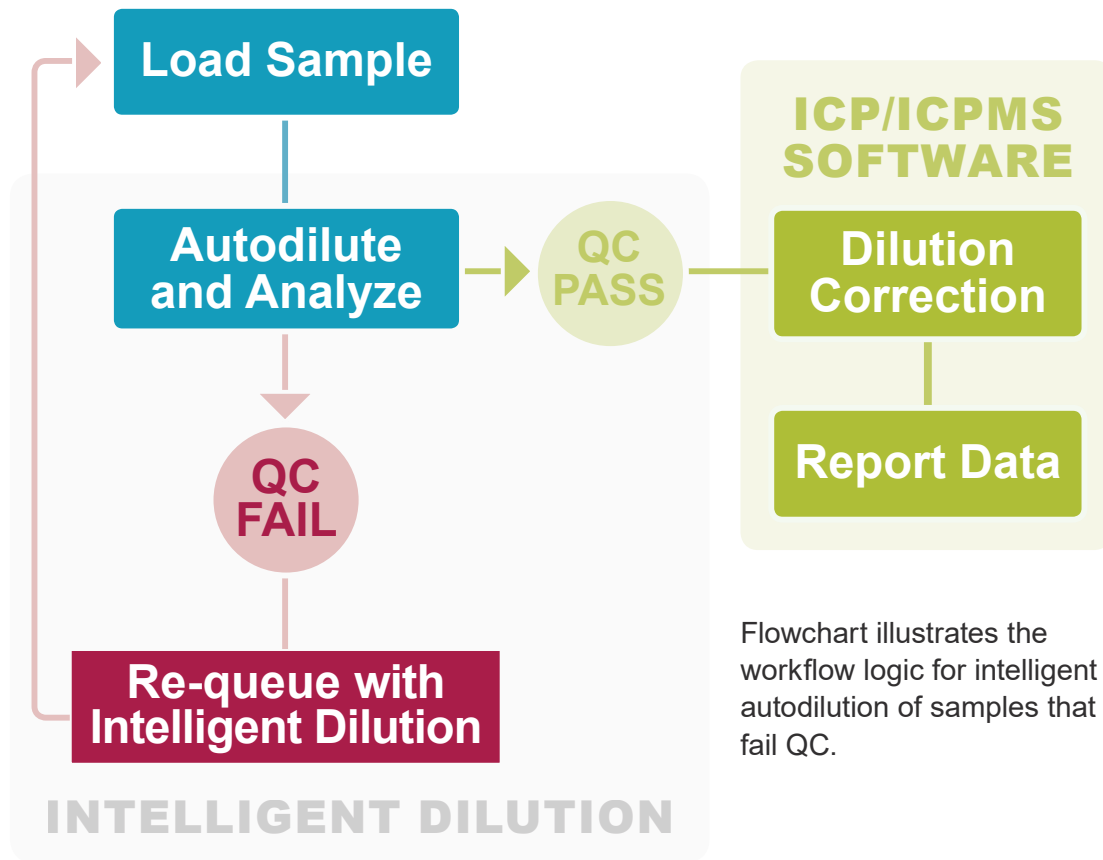 Load Sample
Autodilute
and Analyze
QC
PASS
QC
FAIL
Re-queue with
Intelligent Dilution
INTELLIGENT DILUTION
ICP/ICPMS
SOFTWARE
Dilution
Correction
Report Data
Flowchart illustrates the
workflow logic for intelligent
autodilution of samples that
fail QC.